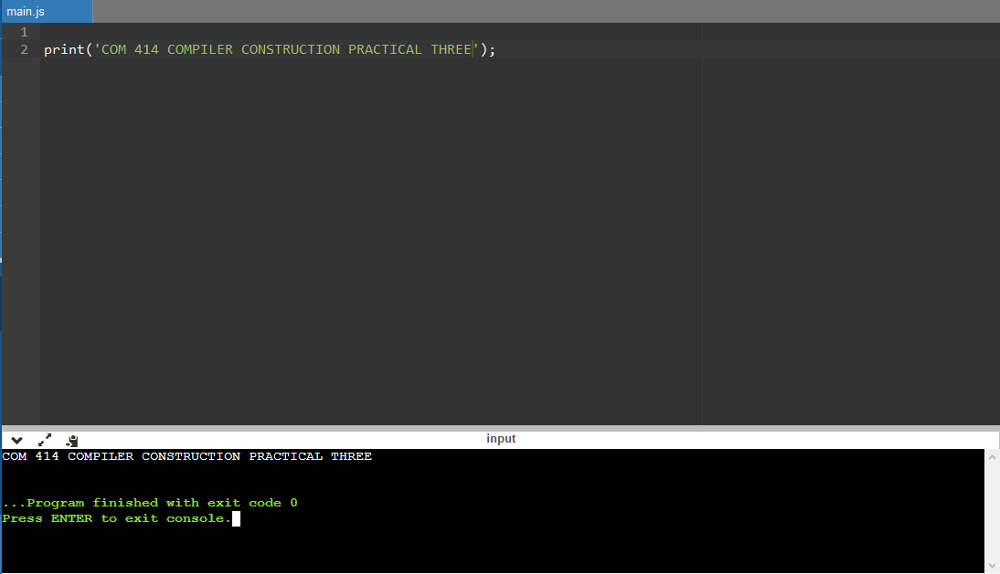 main.js
1
2 print('COM 414 COMPILER CONSTRUCTION PRACTICAL THREE');
input
COM 414 COMPILER CONSTRUCTION PRACTICAL THREE
...Program finished with exit code 0
Press ENTER to exit console.